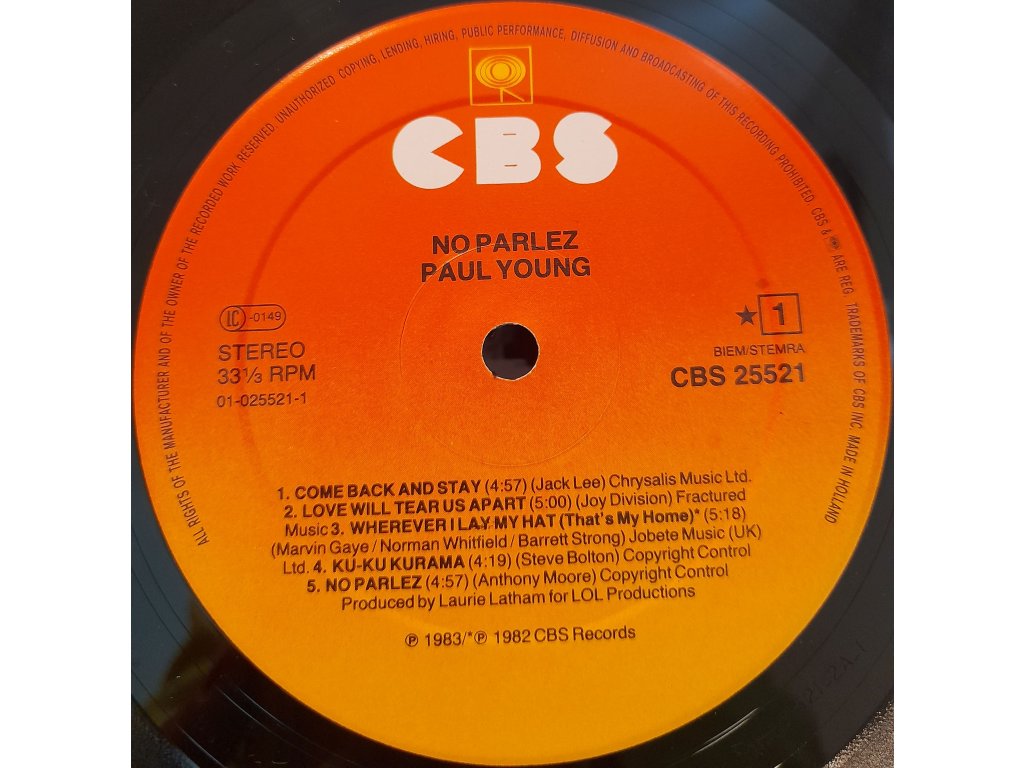 ALL RIGHTS OF THE MANUFACTURER AND OF THE OWNER OF THE RECORDED WORK RESERVED. UNAUTHORIZED COPYING, LENDING, HIRING, PUBLIC PERFORMANCE, DIFFUSION AND BROADCASTING OF THIS RECORDING PROHIBITED. CBS & ARE REG. TRADEMARKS OF CBS INC. MADE IN HOLLAND
CBS
NO PARLEZ
PAUL YOUNG
LC -0149
STEREO
33⅓ RPM
01-025521-1
★ 1
BIEM/STEMRA
CBS 25521
1. COME BACK AND STAY (4:57) (Jack Lee) Chrysalis Music Ltd.
2. LOVE WILL TEAR US APART (5:00) (Joy Division) Fractured
Music 3. WHEREVER I LAY MY HAT (That's My Home)* (5:18)
(Marvin Gaye / Norman Whitfield / Barrett Strong) Jobete Music (UK)
Ltd. 4. KU-KU KURAMA (4:19) (Steve Bolton) Copyright Control
5. NO PARLEZ (4:57) (Anthony Moore) Copyright Control
Produced by Laurie Latham for LOL Productions
℗ 1983/*℗ 1982 CBS Records